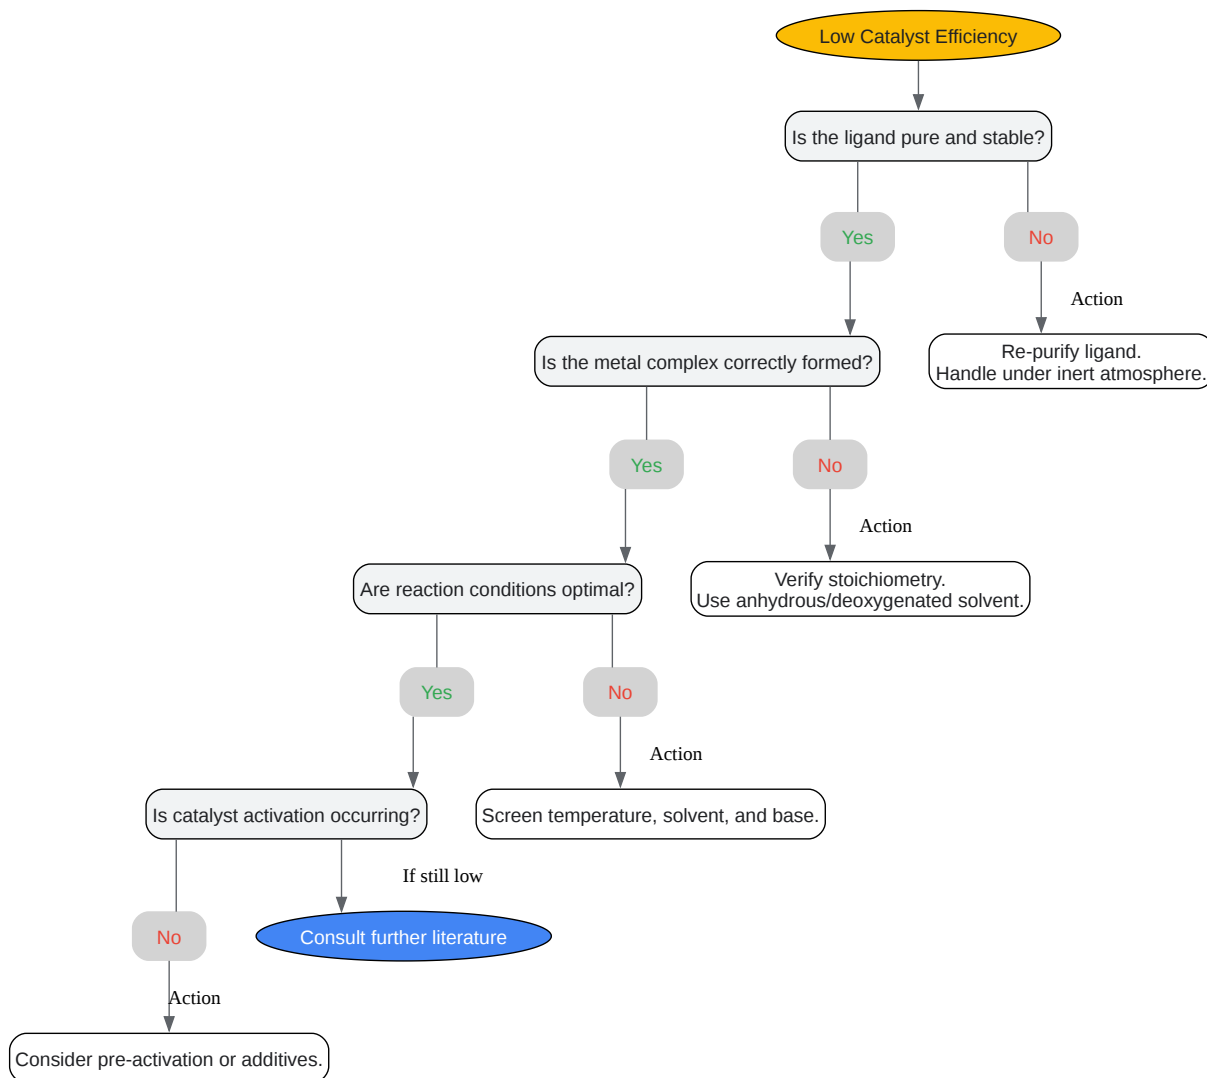 Low Catalyst Efficiency
Is the ligand pure and stable?
Yes
No
Action
Re-purify ligand.
Handle under inert atmosphere.
Is the metal complex correctly formed?
Yes
No
Action
Verify stoichiometry.
Use anhydrous/deoxygenated solvent.
Are reaction conditions optimal?
Yes
No
Action
Screen temperature, solvent, and base.
Is catalyst activation occurring?
If still low
No
Consult further literature
Action
Consider pre-activation or additives.